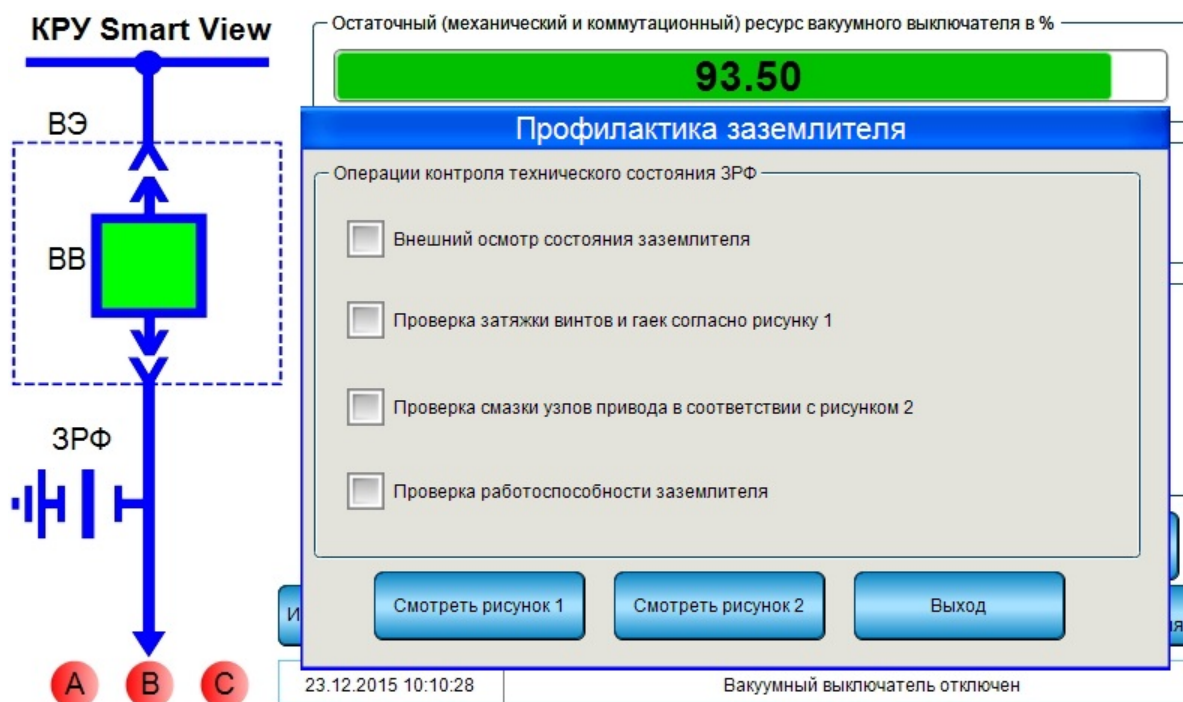 КРУ Smart View
Остаточный (механический и коммутационный) ресурс вакуумного выключателя в %
93.50
ВЭ
Профилактика заземлителя
Операции контроля технического состояния ЗРФ
Внешний осмотр состояния заземлителя
ВВ
Проверка затяжки винтов и гаек согласно рисунку 1
Проверка смазки узлов привода в соответствии с рисунком 2
ЗРФ
Проверка работоспособности заземлителя
Смотреть рисунок 1
Смотреть рисунок 2
Выход
A
B
C
23.12.2015 10:10:28
Вакуумный выключатель отключен